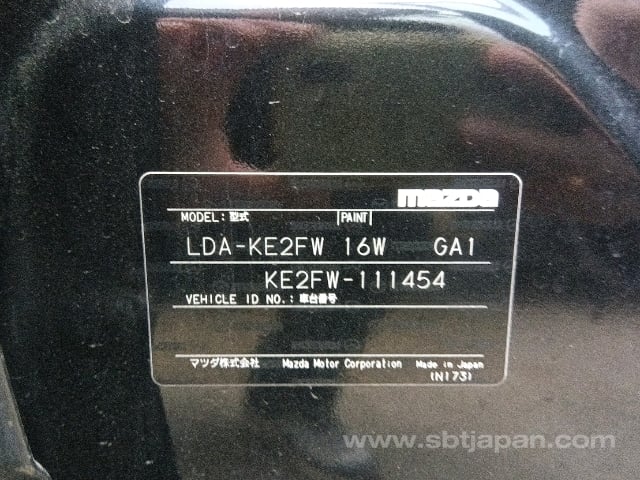 mazda
MODEL: 型式 PAINT
LDA-KE2FW 16W GA1
KE2FW-111454
VEHICLE ID NO.: 車台番号
マツダ株式会社 Mazda Motor Corporation Made in Japan
(N173)
www.sbtjapan.com